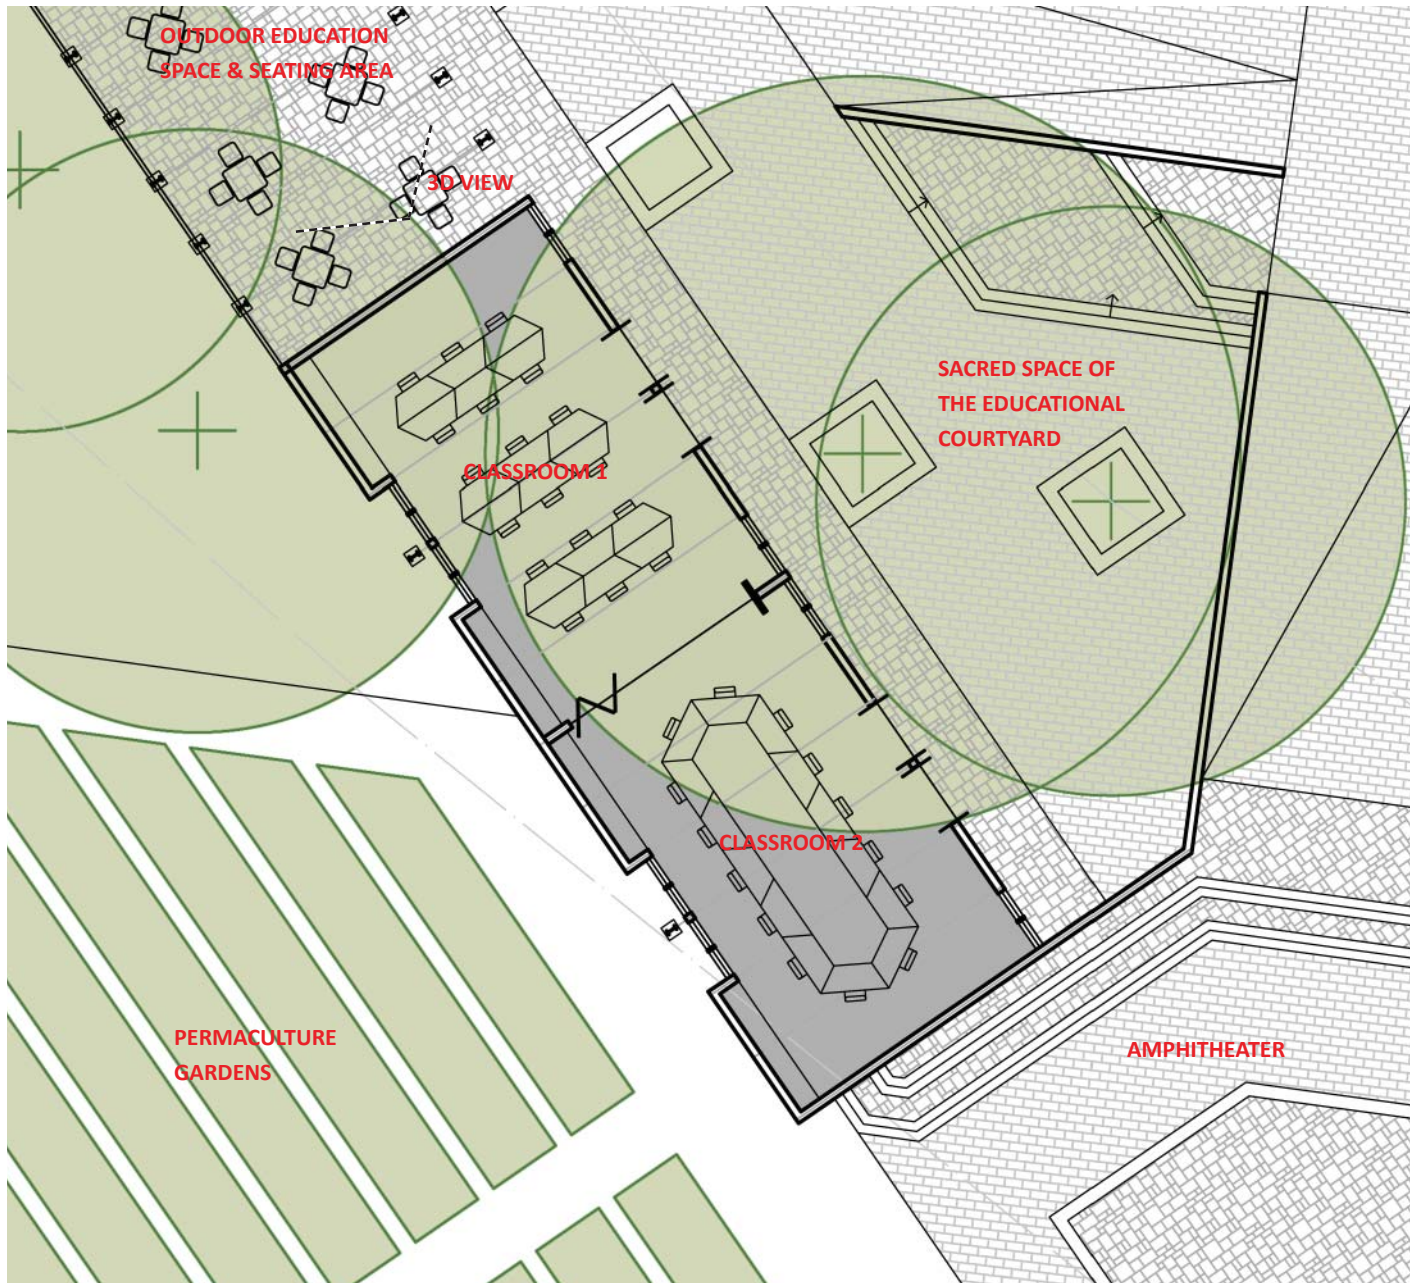 OUTDOOR EDUCATION
SPACE & SEATING AREA
3D VIEW
SACRED SPACE OF
THE EDUCATIONAL
COURTYARD
CLASSROOM 1
CLASSROOM 2
PERMACULTURE
GARDENS
AMPHITHEATER